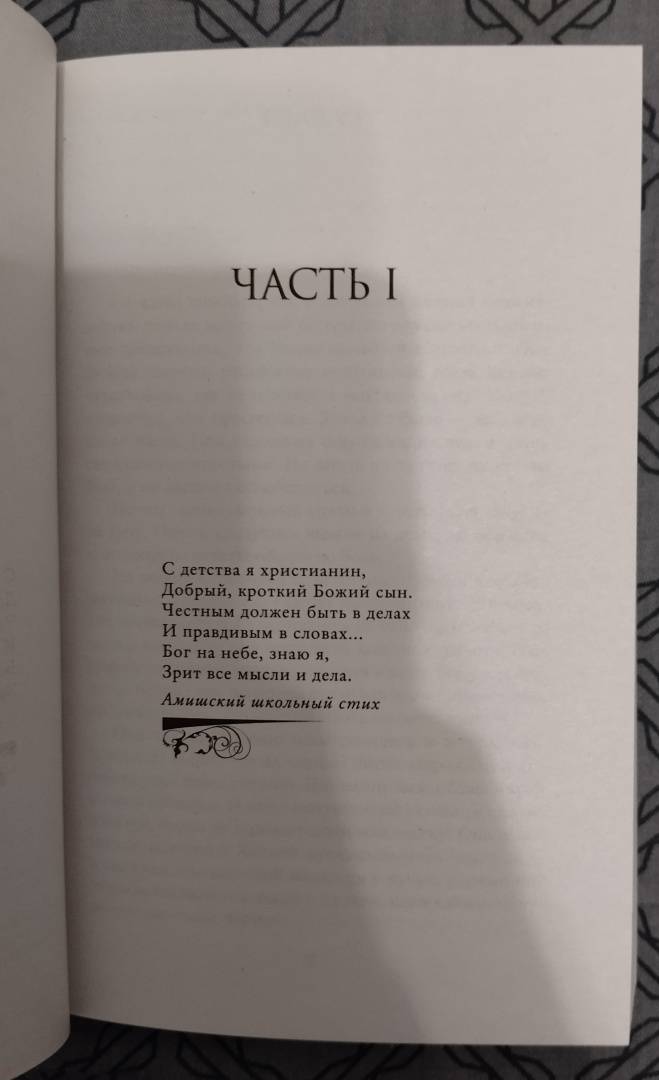 ЧАСТЬ I
С детства я христианин,
Добрый, кроткий Божий сын.
Честным должен быть в делах
И правдивым в словах...
Бог на небе, знаю я,
Зрит все мысли и дела.
Амишский школьный стих